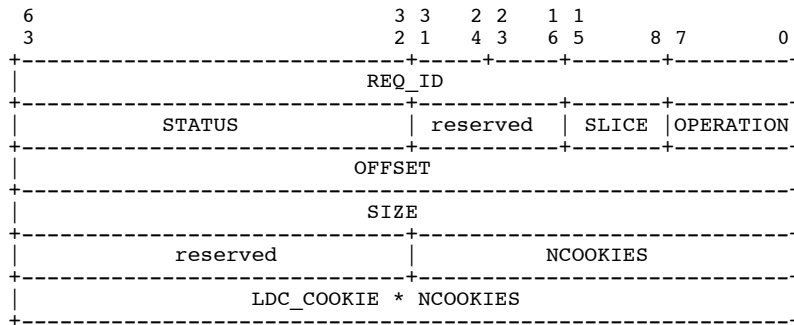 6 3 3 2 2 1 1
3 2 1 4 3 6 5 8 7 0
REQ_ID
STATUS | reserved | SLICE | OPERATION
OFFSET
SIZE
reserved | NCOOKIES
LDC_COOKIE * NCOOKIES